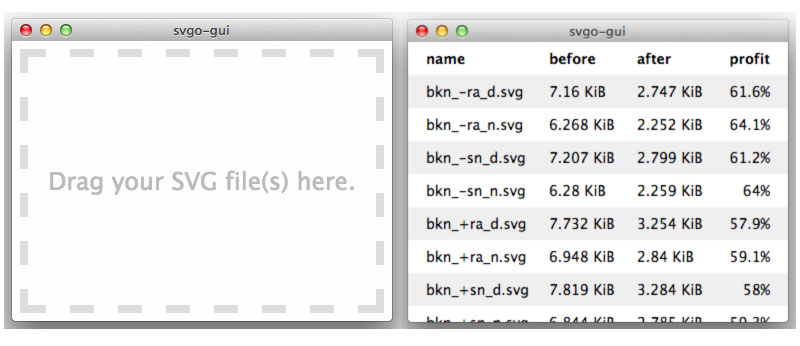 svgo-gui
Drag your SVG file(s) here.
svgo-gui
name before after profit
bkn_-ra_d.svg 7.16 KiB 2.747 KiB 61.6%
bkn_-ra_n.svg 6.268 KiB 2.252 KiB 64.1%
bkn_-sn_d.svg 7.207 KiB 2.799 KiB 61.2%
bkn_-sn_n.svg 6.28 KiB 2.259 KiB 64%
bkn_+ra_d.svg 7.732 KiB 3.254 KiB 57.9%
bkn_+ra_n.svg 6.948 KiB 2.84 KiB 59.1%
bkn_+sn_d.svg 7.819 KiB 3.284 KiB 58%